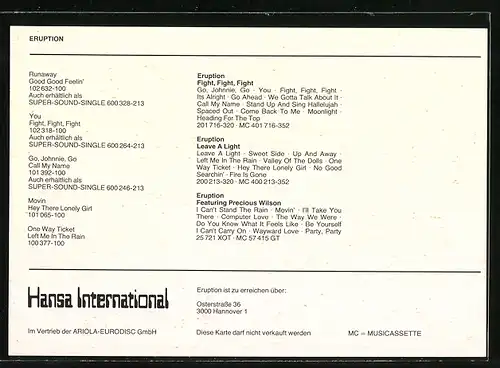 ERUPTION
Runaway
Good Good Feelin'
102 632-100
Auch erhältlich als
SUPER-SOUND-SINGLE 600 328-213
You
Fight, Fight, Fight
102 318-100
Auch erhältlich als
SUPER-SOUND-SINGLE 600 264-213
Go, Johnnie, Go
Call My Name
101 392-100
Auch erhältlich als
SUPER-SOUND-SINGLE 600 246-213
Movin
Hey There Lonely Girl
101 065-100
One Way Ticket
Left Me In The Rain
100 377-100
Eruption
Fight, Fight, Fight
Go, Johnnie, Go · You · Fight, Fight, Fight ·
Its Alright · Go Ahead · We Gotta Talk About It ·
Call My Name · Stand Up And Sing Hallelujah ·
Spaced Out · Come Back To Me · Moonlight ·
Heading For The Top
201 716-320 · MC 401 716-352
Eruption
Leave A Light
Leave A Light · Sweet Side · Up And Away ·
Left Me In The Rain · Valley Of The Dolls · One
Way Ticket · Hey There Lonely Girl · No Good
Searchin' · Fire Is Gone
200 213-320 · MC 400 213-352
Eruption
Featuring Precious Wilson
I Can't Stand The Rain · Movin' · I'll Take You
There · Computer Love · The Way We Were ·
Do You Know What It Feels Like · Be Yourself
I Can't Carry On · Wayward Love · Party, Party
25 721 XOT · MC 57 415 GT
Hansa International
Im Vertrieb der ARIOLA-EURODISC GmbH
Eruption ist zu erreichen über:
Osterstraße 36
3000 Hannover 1
Diese Karte darf nicht verkauft werden
MC = MUSICASSETTE